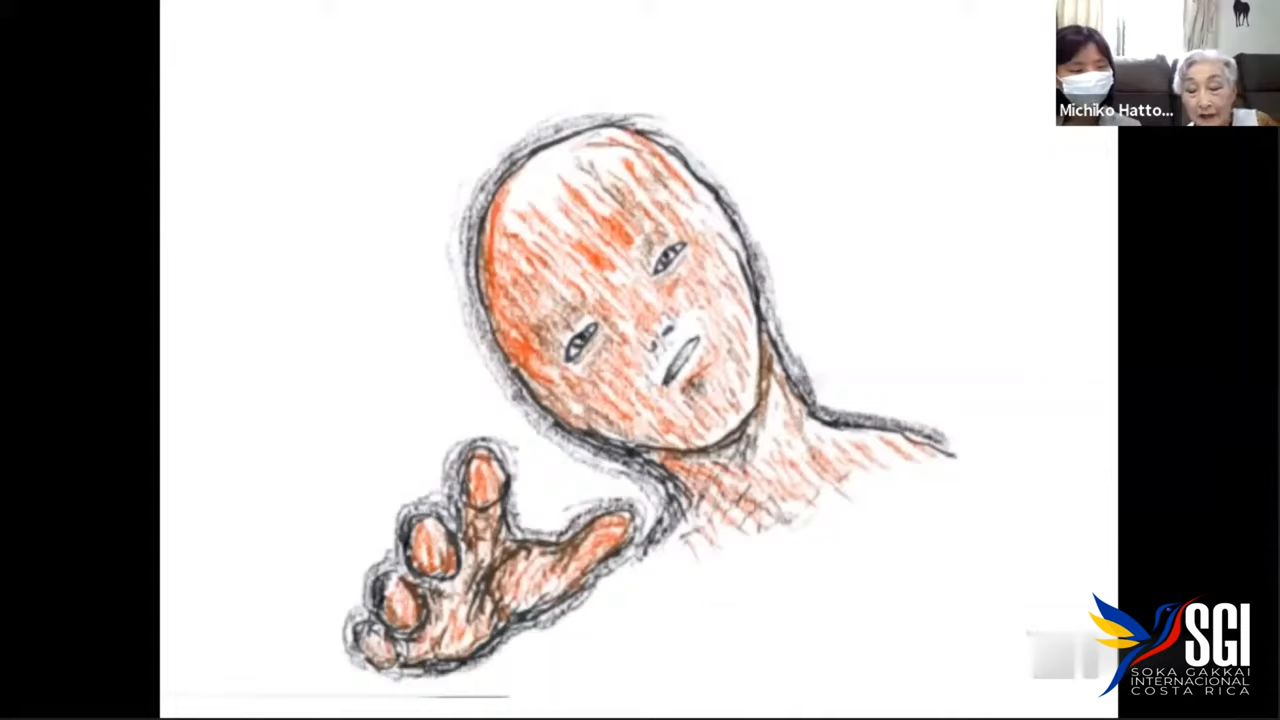 Michiko Hatto...
SGI
SOKA GAKKAI
INTERNACIONAL
COSTA RICA